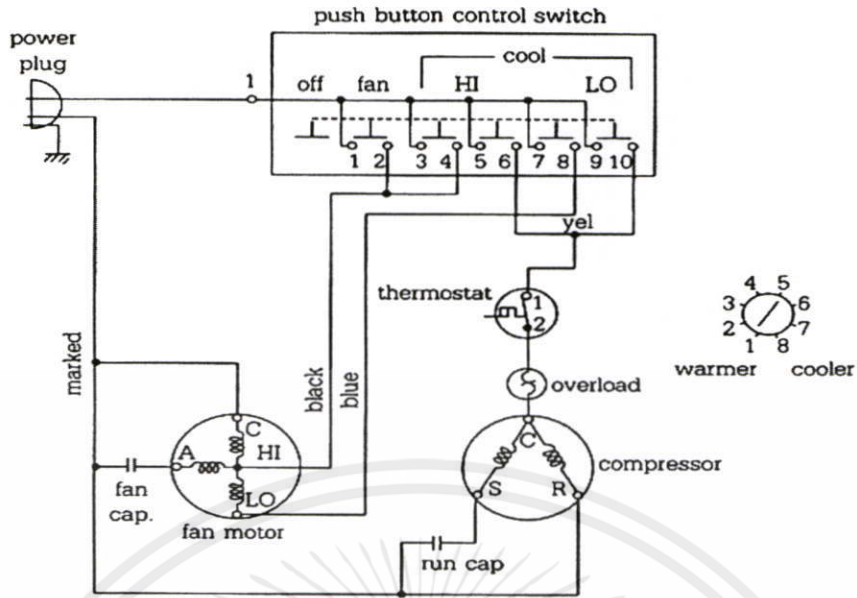 push button control switch
power plug
1
off fan HI cool LO
1 2 3 4 5 6 7 8 9 10
yel
thermostat
1
2
4 5
3 6
2 7
1 8
warmer cooler
marked
black
blue
overload
C
A HI
LO
fan cap.
fan motor
C
S R
compressor
run cap